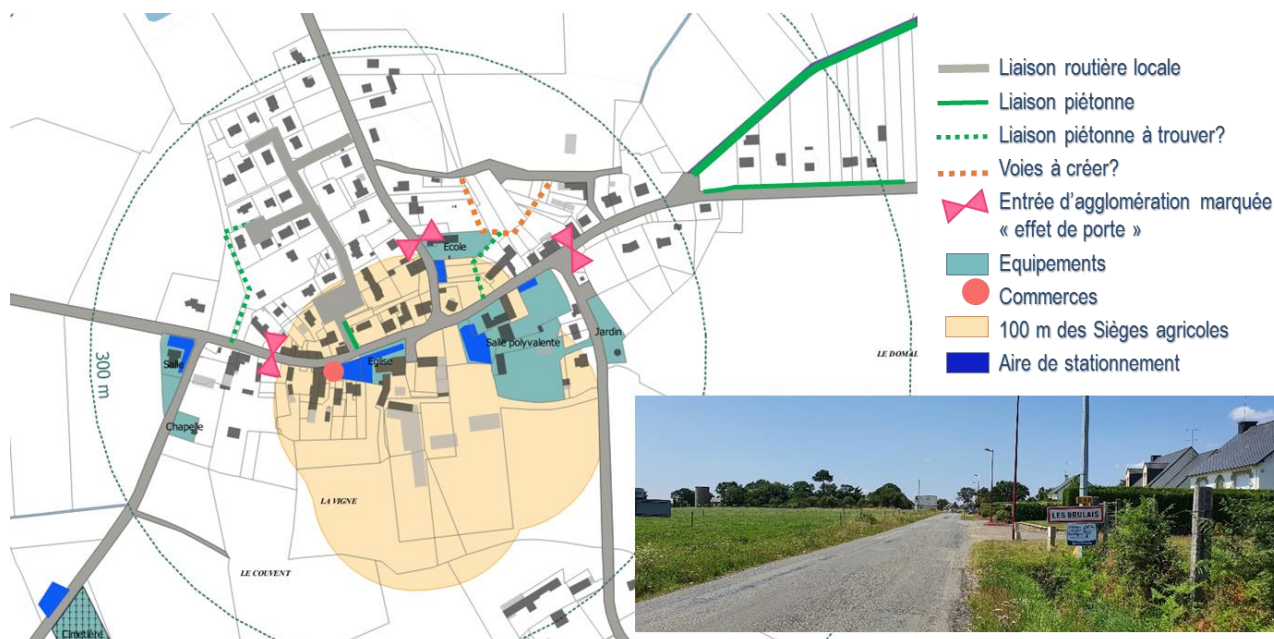 Liaison routière locale
Liaison piétonne
Liaison piétonne à trouver?
Voies à créer?
Entrée d'agglomération marquée
« effet de porte »
Equipements
Commerces
100 m des Sièges agricoles
Aire de stationnement
Ecole
Salle polyvalente
Jardin
LE DOMAI
300 m
Eglise
Salle
Chapelle
LA VIGNE
LE COUVENT
Cimetière
LES BRULAIS